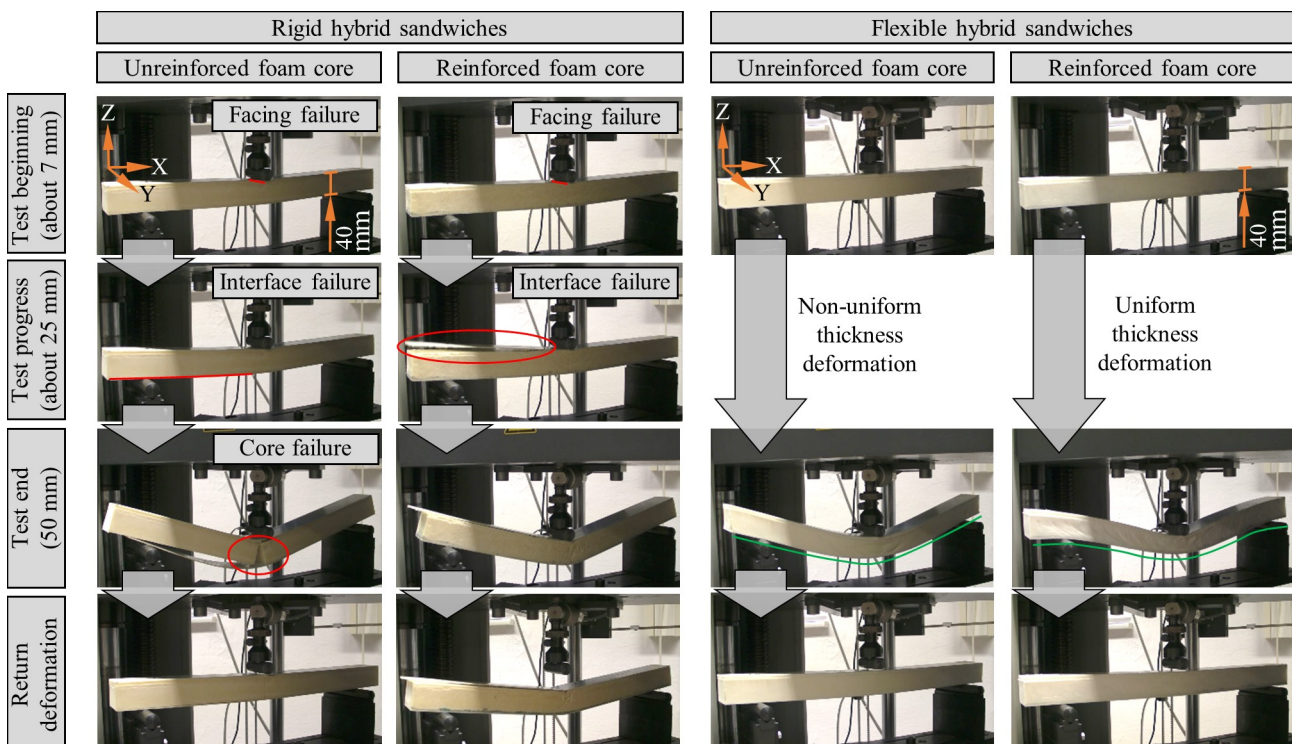 Rigid hybrid sandwiches
Flexible hybrid sandwiches
Unreinforced foam core
Reinforced foam core
Unreinforced foam core
Reinforced foam core
Test beginning
(about 7 mm)
Z
X
Y
Facing failure
40
mm
Facing failure
Z
X
Y
40
mm
Test progress
(about 25 mm)
Interface failure
Interface failure
Non-uniform
thickness
deformation
Uniform
thickness
deformation
Test end
(50 mm)
Core failure
Return
deformation